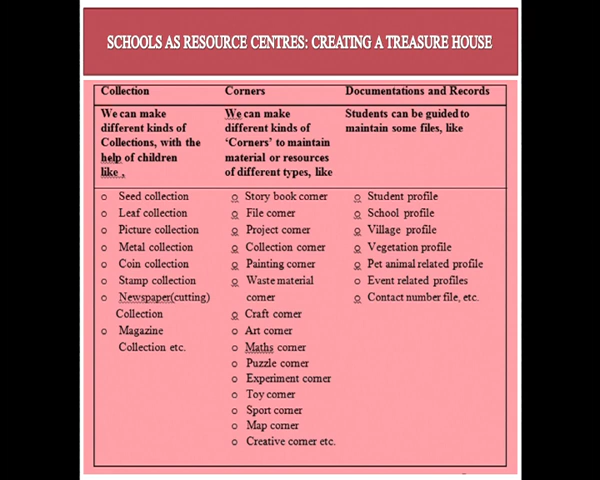 SCHOOLS AS RESOURCE CENTRES: CREATING A TREASURE HOUSE
Collection
We can make
different kinds of
Collections, with the
help of children
like ,
o Seed collection
o Leaf collection
o Picture collection
o Metal collection
o Coin collection
o Stamp collection
o Newspaper(cutting)
Collection
o Magazine
Collection etc.
Corners
We can make
different kinds of
‘Corners’ to maintain
material or resources
of different types, like
o Story book corner
o File corner
o Project corner
o Collection corner
o Painting corner
o Waste material
corner
o Craft corner
o Art corner
o Maths corner
o Puzzle corner
o Experiment corner
o Toy corner
o Sport corner
o Map corner
o Creative corner etc.
Documentations and Records
Students can be guided to
maintain some files, like
o Student profile
o School profile
o Village profile
o Vegetation profile
o Pet animal related profile
o Event related profiles
o Contact number file, etc.